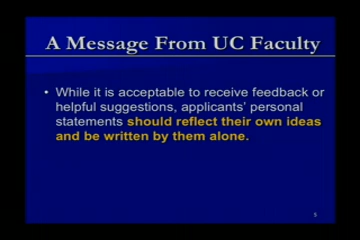 A Message From UC Faculty
• While it is acceptable to receive feedback or
helpful suggestions, applicants' personal
statements should reflect their own ideas
and be written by them alone.
5